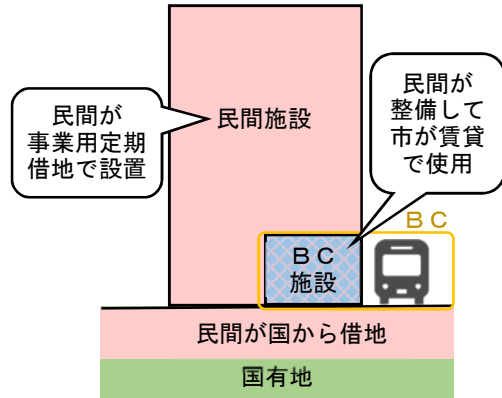 民間が
事業用定期
借地で設置
民間施設
民間が
整備して
市が賃貸
で使用
ＢＣ
ＢＣ
施設
民間が国から借地
国有地